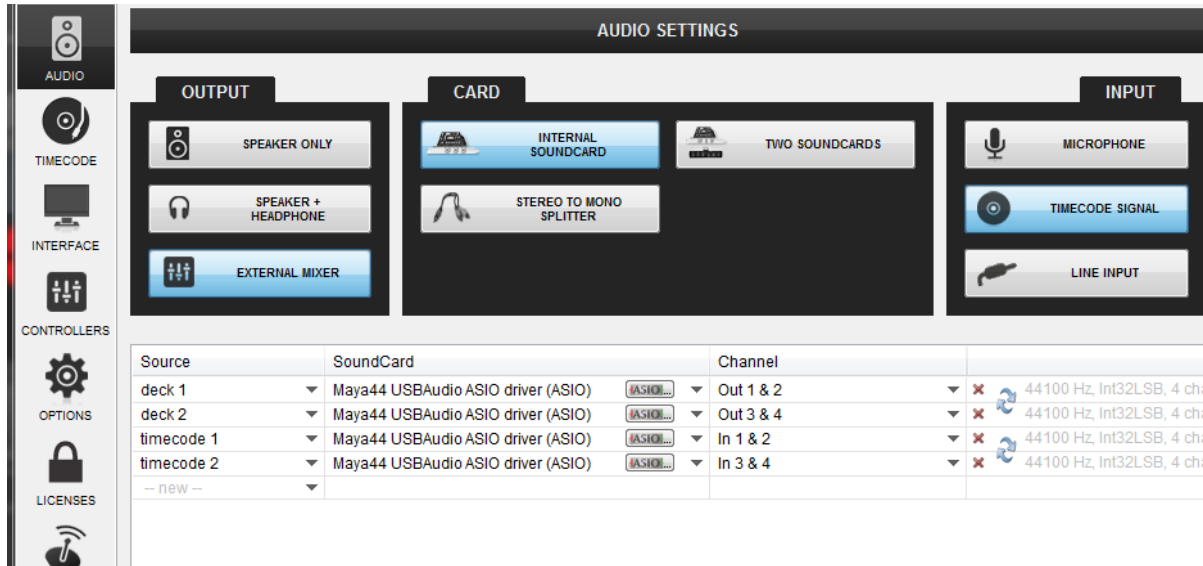 AUDIO SETTINGS
AUDIO
TIMECODE
INTERFACE
CONTROLLERS
OPTIONS
LICENSES
OUTPUT
SPEAKER ONLY
SPEAKER +
HEADPHONE
EXTERNAL MIXER
CARD
INTERNAL
SOUNDCARD
TWO SOUNDCARDS
STEREO TO MONO
SPLITTER
INPUT
MICROPHONE
TIMECODE SIGNAL
LINE INPUT
Source SoundCard Channel
deck 1 Maya44 USBAudio ASIO driver (ASIO) ASIO... Out 1 & 2 44100 Hz, Int32LSB, 4 cha
deck 2 Maya44 USBAudio ASIO driver (ASIO) ASIO... Out 3 & 4 44100 Hz, Int32LSB, 4 cha
timecode 1 Maya44 USBAudio ASIO driver (ASIO) ASIO... In 1 & 2 44100 Hz, Int32LSB, 4 cha
timecode 2 Maya44 USBAudio ASIO driver (ASIO) ASIO... In 3 & 4 44100 Hz, Int32LSB, 4 cha
-- new --